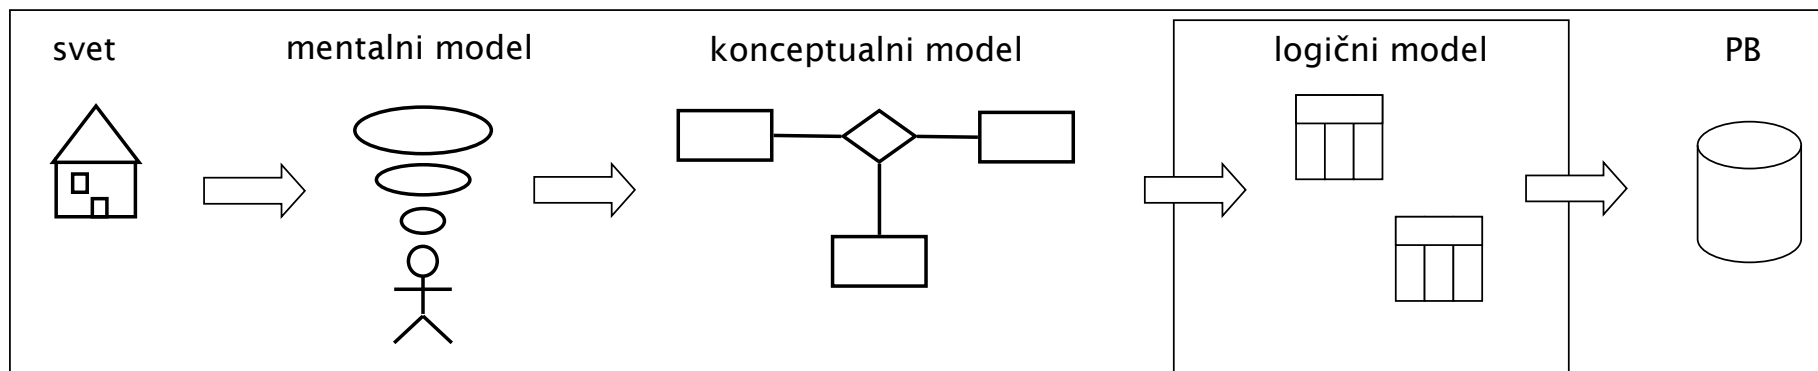 svet
mentalni model
konceptualni model
logični model
PB